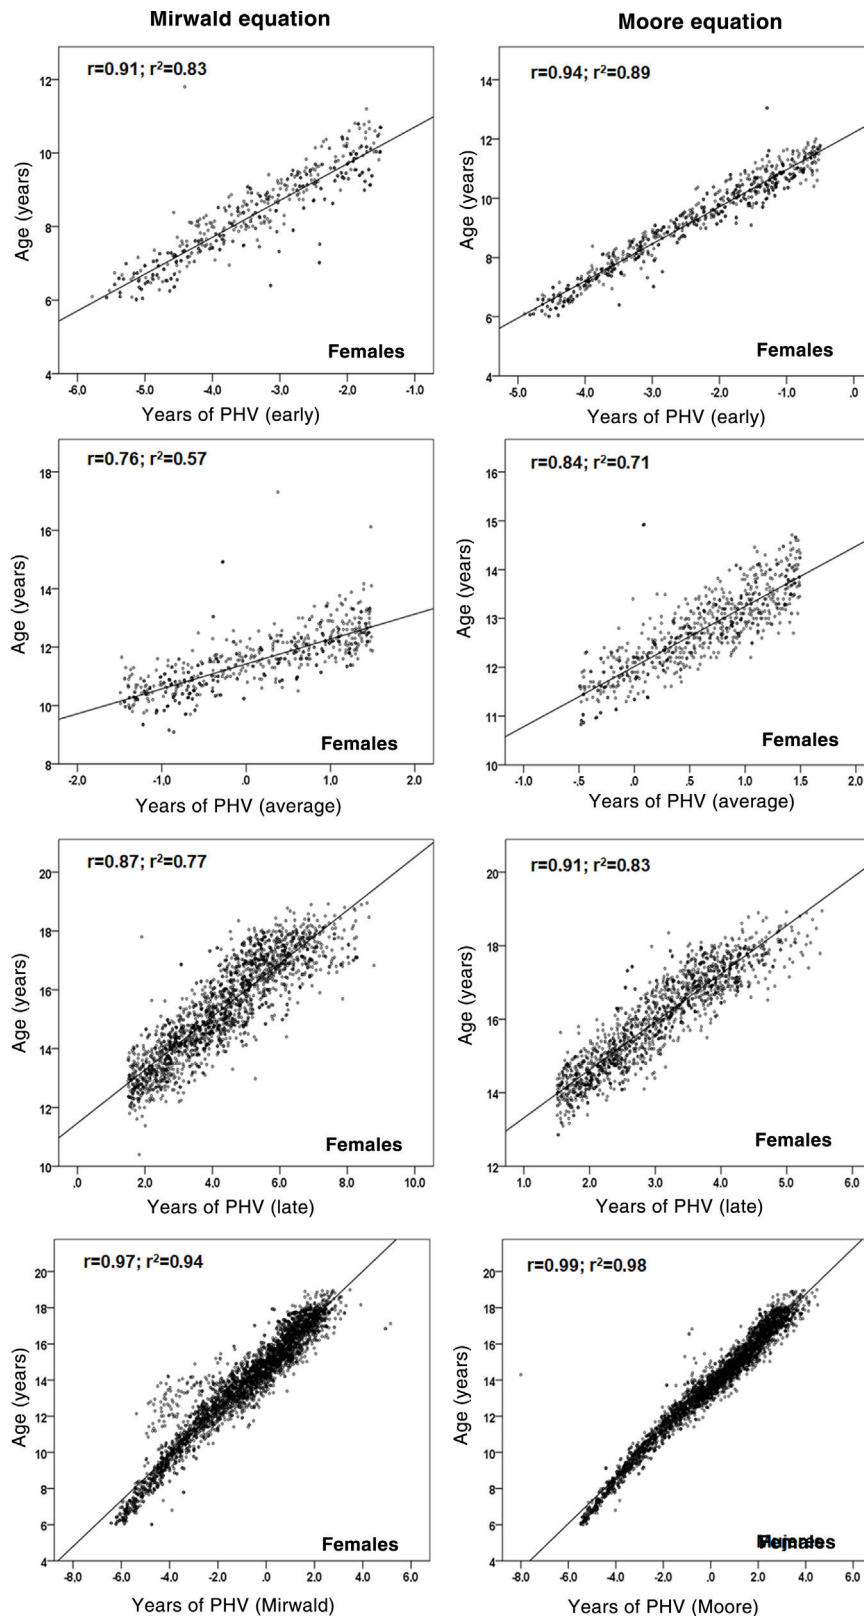 Mirwald equation
Moore equation
r=0.91; r²=0.83
12
10
8
6
4
Age (years)
Females
-6.0 -5.0 -4.0 -3.0 -2.0 -1.0
Years of PHV (early)
r=0.94; r²=0.89
14
12
10
8
6
4
Age (years)
Females
-5.0 -4.0 -3.0 -2.0 -1.0 .0
Years of PHV (early)
r=0.76; r²=0.57
18
16
14
12
10
8
Age (years)
Females
-2.0 -1.0 .0 1.0 2.0
Years of PHV (average)
r=0.84; r²=0.71
16
15
14
13
12
11
10
Age (years)
Females
-1.0 -.5 .0 .5 1.0 1.5 2.0
Years of PHV (average)
r=0.87; r²=0.77
20
18
16
14
12
10
Age (years)
Females
.0 2.0 4.0 6.0 8.0 10.0
Years of PHV (late)
r=0.91; r²=0.83
20
18
16
14
12
Age (years)
Females
1.0 2.0 3.0 4.0 5.0 6.0
Years of PHV (late)
r=0.97; r²=0.94
20
18
16
14
12
10
8
6
4
Age (years)
Females
-8.0 -6.0 -4.0 -2.0 .0 2.0 4.0 6.0
Years of PHV (Mirwald)
r=0.99; r²=0.98
20
18
16
14
12
10
8
6
4
Age (years)
Females
-8.0 -6.0 -4.0 -2.0 .0 2.0 4.0 6.0
Years of PHV (Moore)